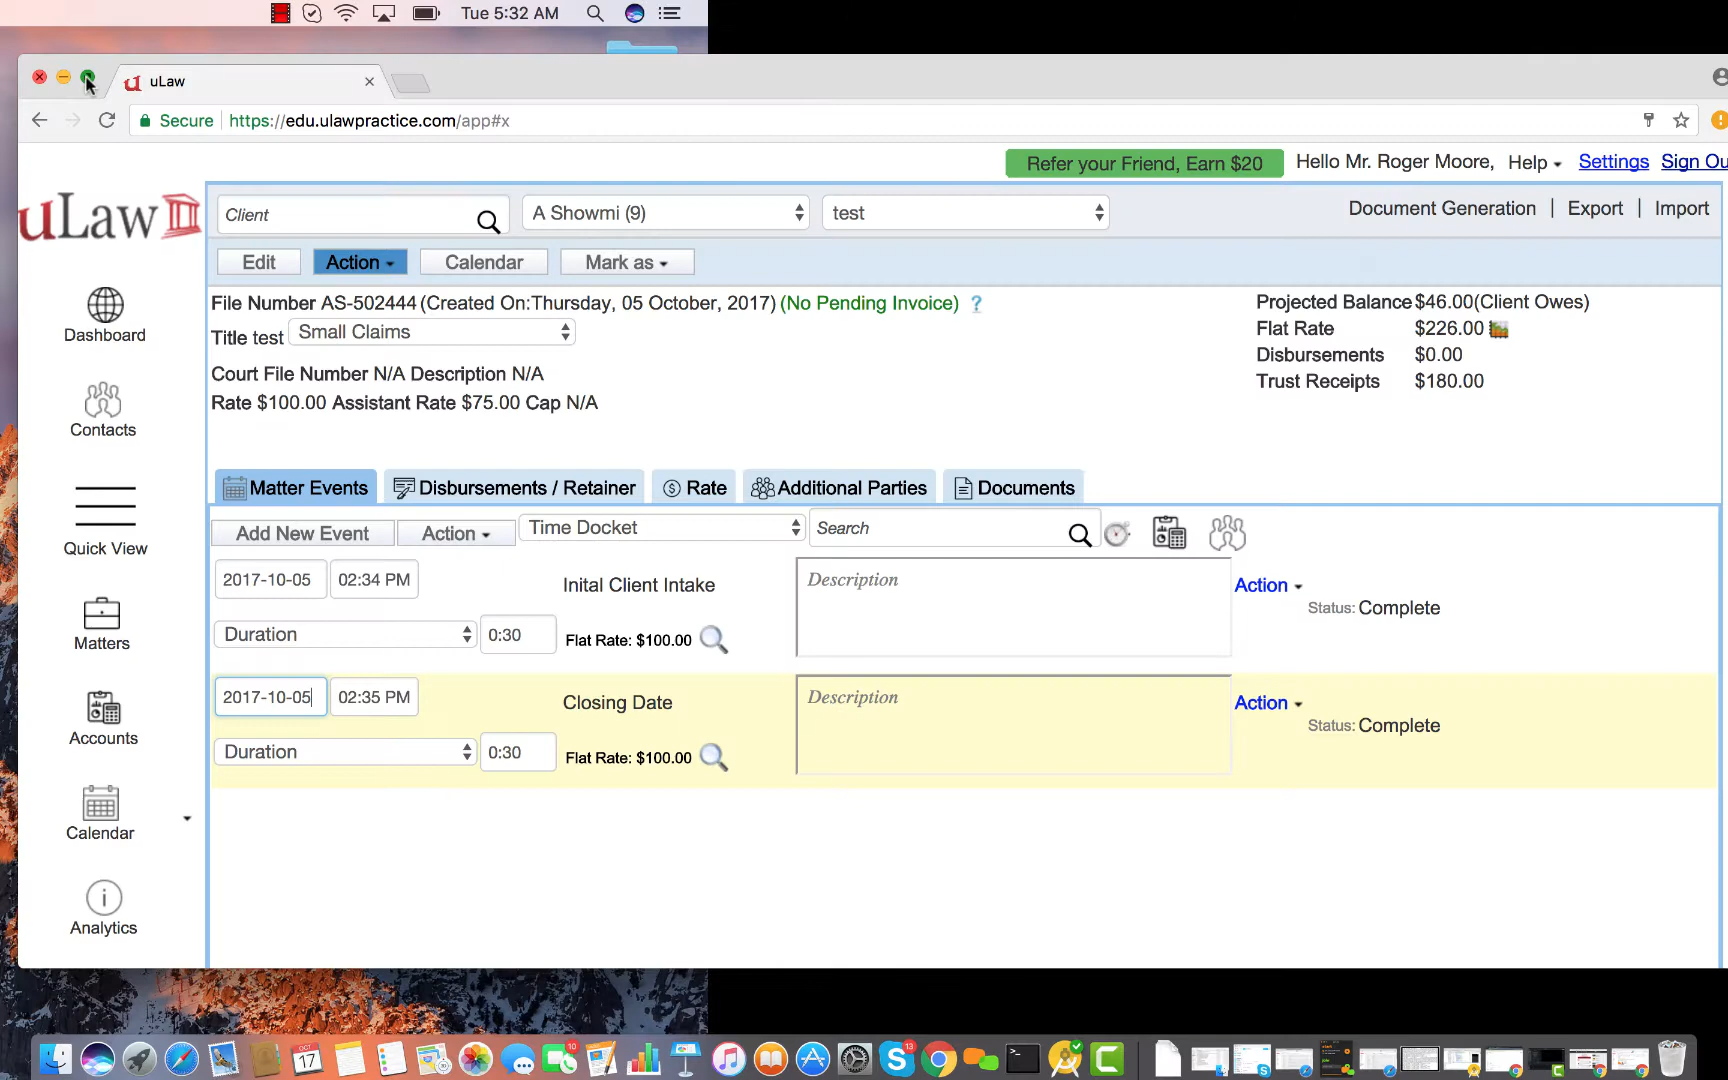 Tue 5:32 AM
uLaw
Secure https://edu.ulawpractice.com/app#x
Refer your Friend, Earn $20 Hello Mr. Roger Moore, Help Settings Sign Ou
uLaw
Client A Showmi (9) test Document Generation | Export | Import
Edit Action Calendar Mark as
File Number AS-502444 (Created On:Thursday, 05 October, 2017) (No Pending Invoice) ?
Title test Small Claims
Court File Number N/A Description N/A
Rate $100.00 Assistant Rate $75.00 Cap N/A
Projected Balance $46.00(Client Owes)
Flat Rate $226.00
Disbursements $0.00
Trust Receipts $180.00
Dashboard
Contacts
Quick View
Matters
Accounts
Calendar
Analytics
Matter Events Disbursements / Retainer Rate Additional Parties Documents
Add New Event Action Time Docket Search
2017-10-05 02:34 PM Inital Client Intake Description Action
Status: Complete
Duration 0:30 Flat Rate: $100.00
2017-10-05 02:35 PM Closing Date Description Action
Status: Complete
Duration 0:30 Flat Rate: $100.00
OCT
17
10
13